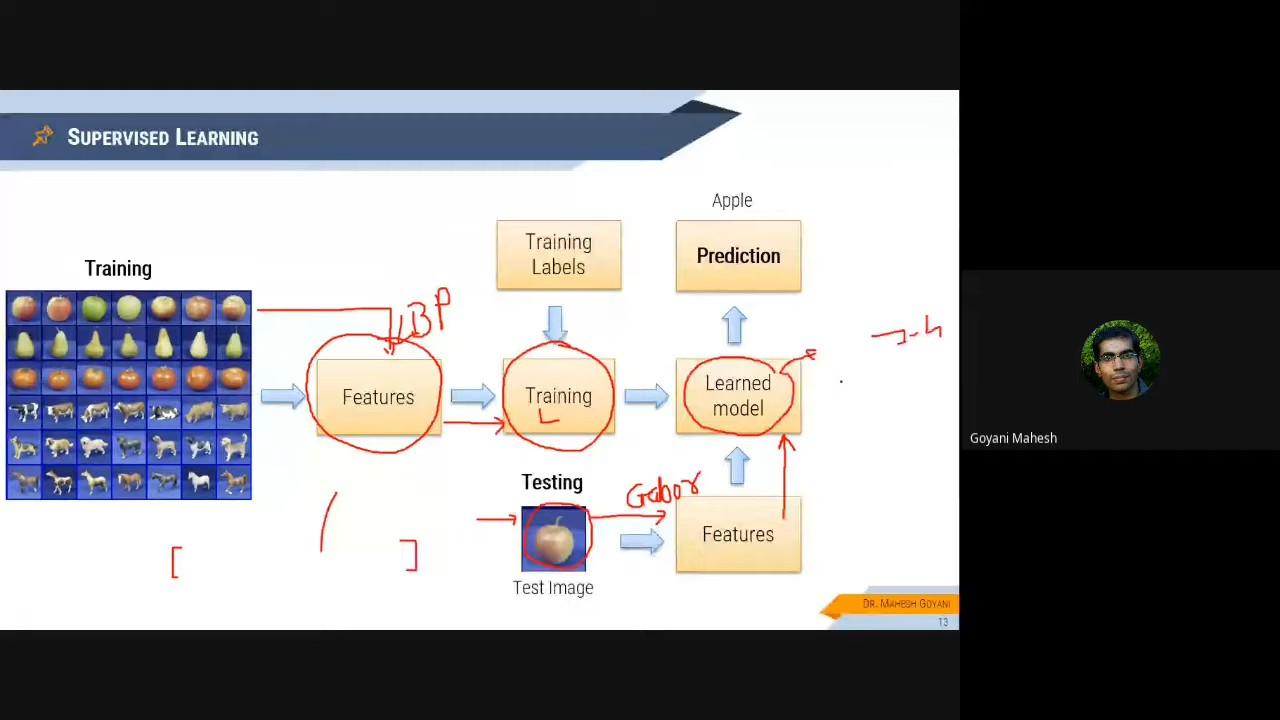 SUPERVISED LEARNING
Apple
Training
Labels
Prediction
Training
LBP
Features
Training
Learned
model
Goyani Mahesh
Testing
Gabor
Features
Test Image
DR. MAHESH GOYANI
13